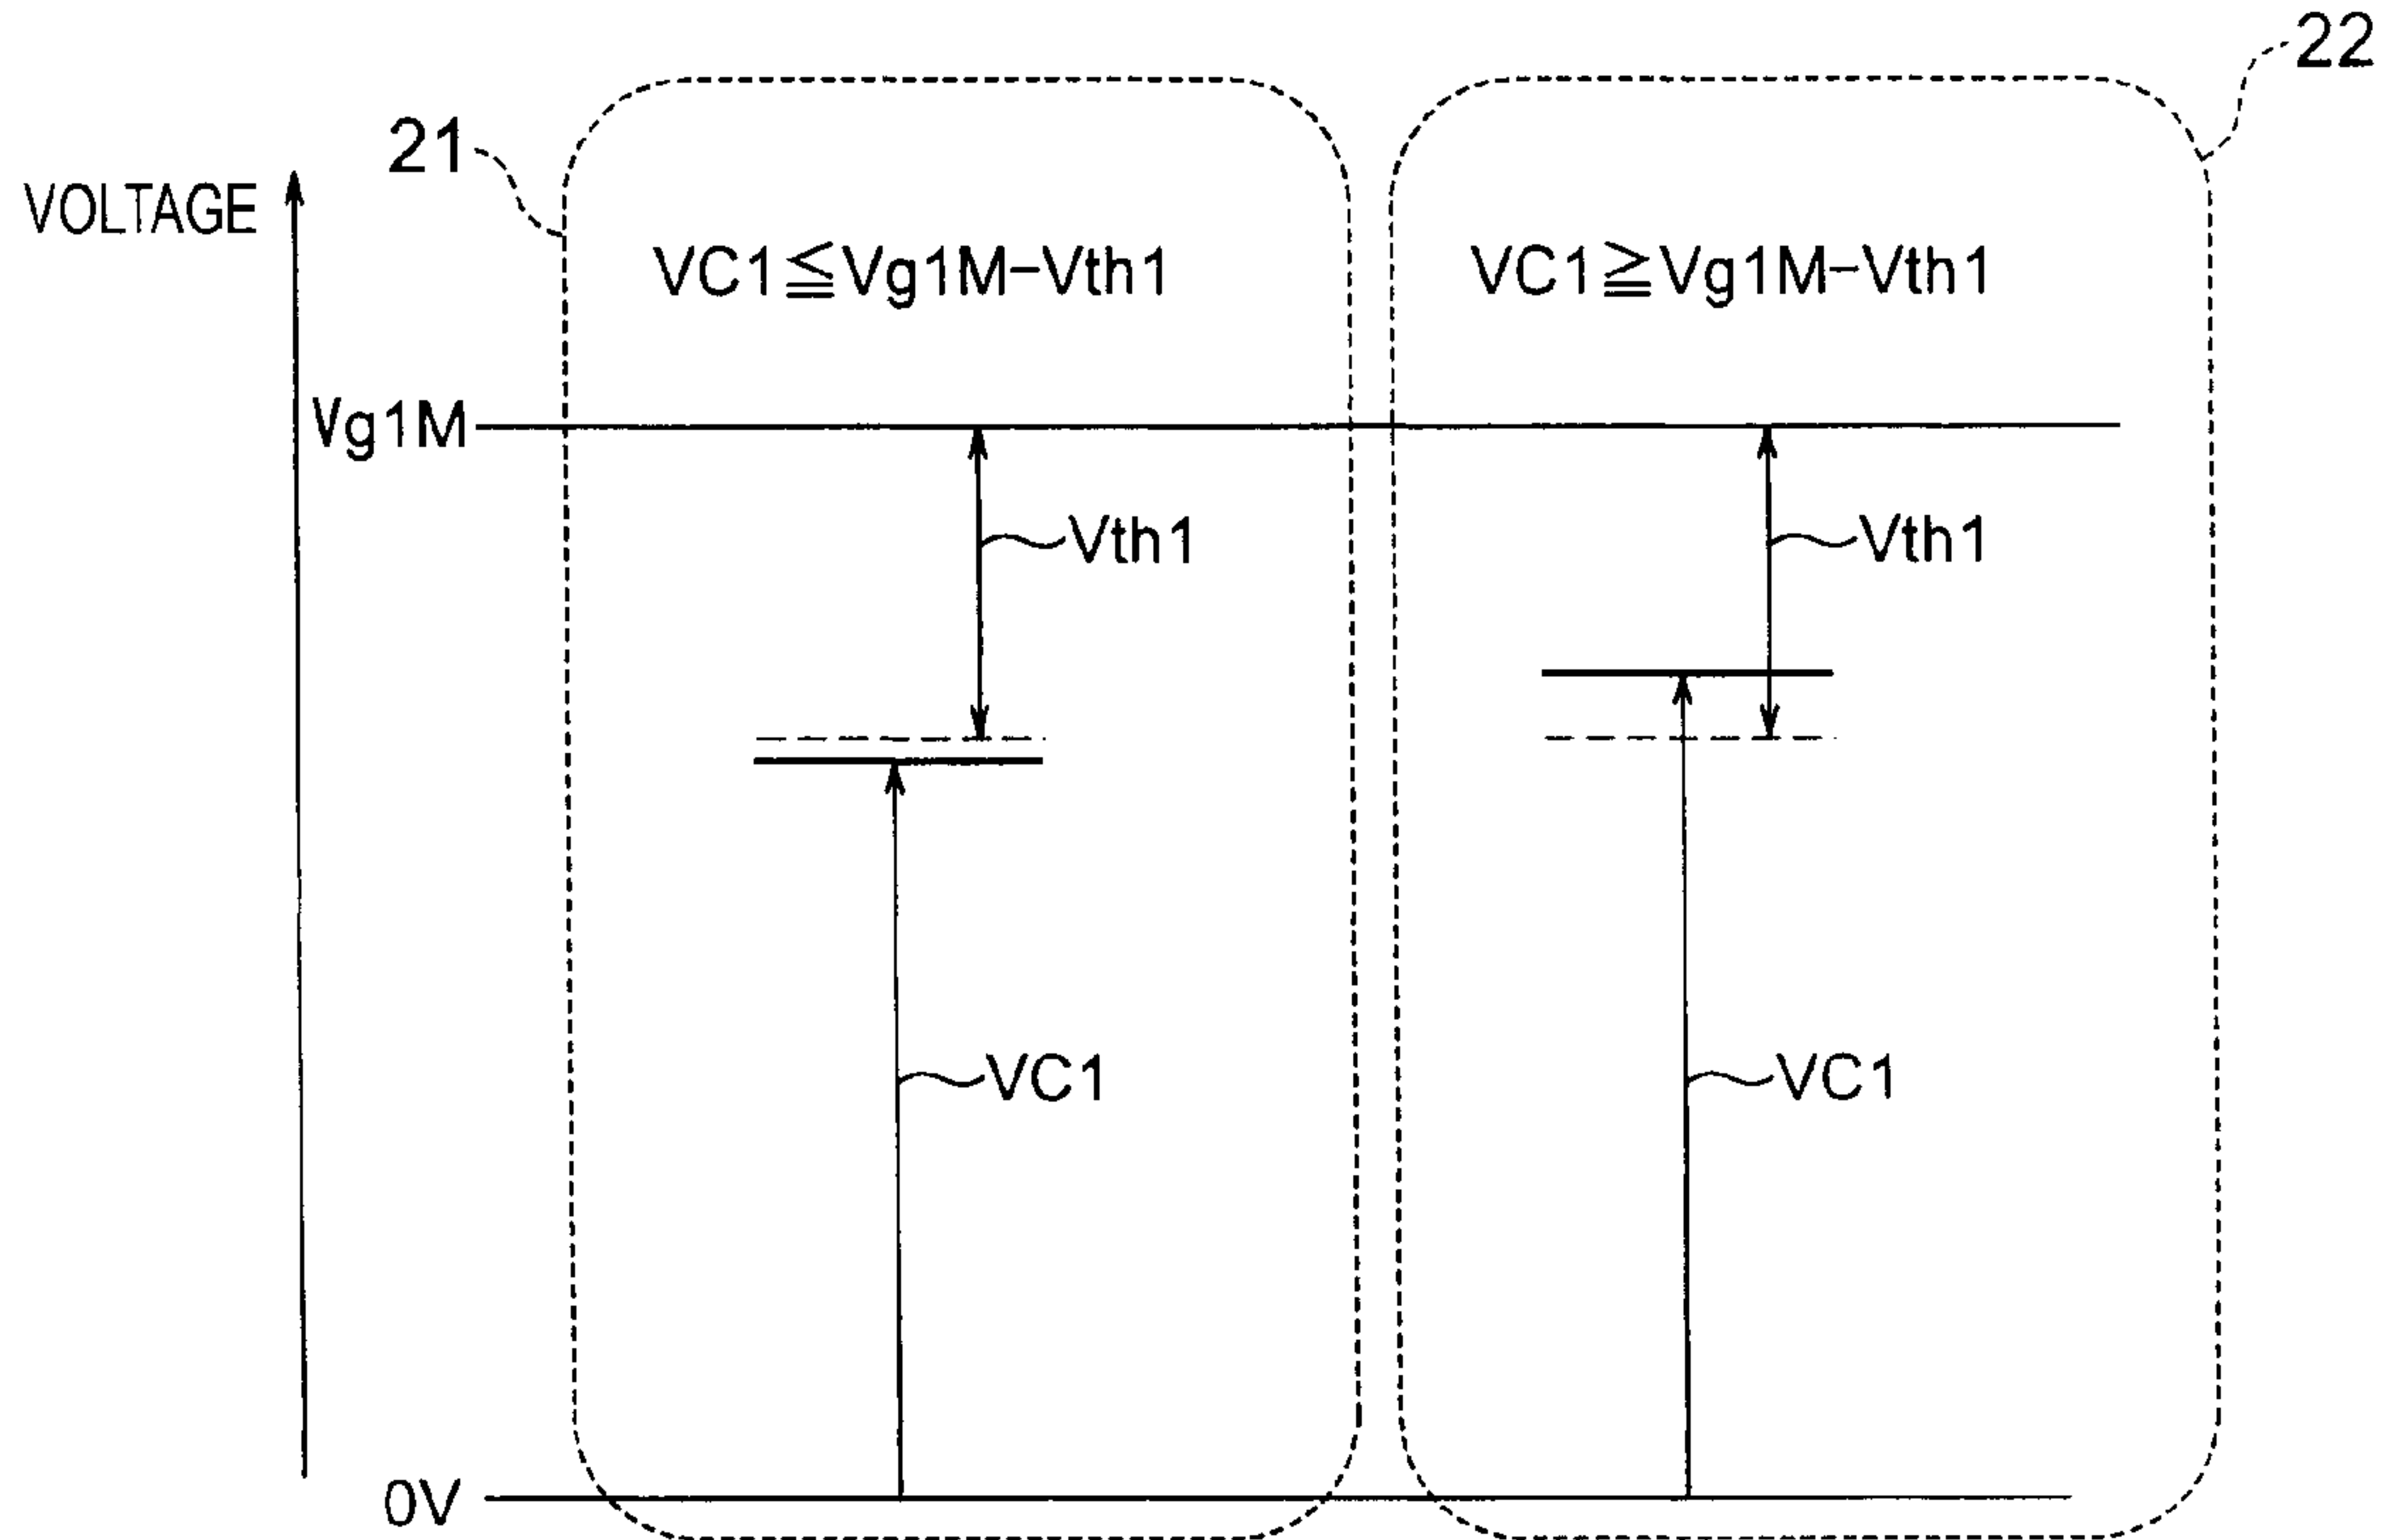 22
21
VOLTAGE
VC1≦Vg1M-Vth1
VC1≧Vg1M-Vth1
Vg1M
Vth1
Vth1
VC1
VC1
0V